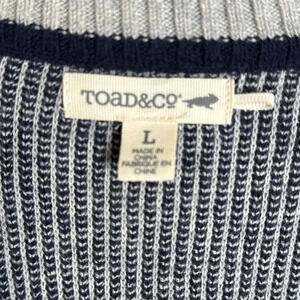 TOAD&CO
L
MADE IN
CHINA
FABRIQUÉ EN
CHINE